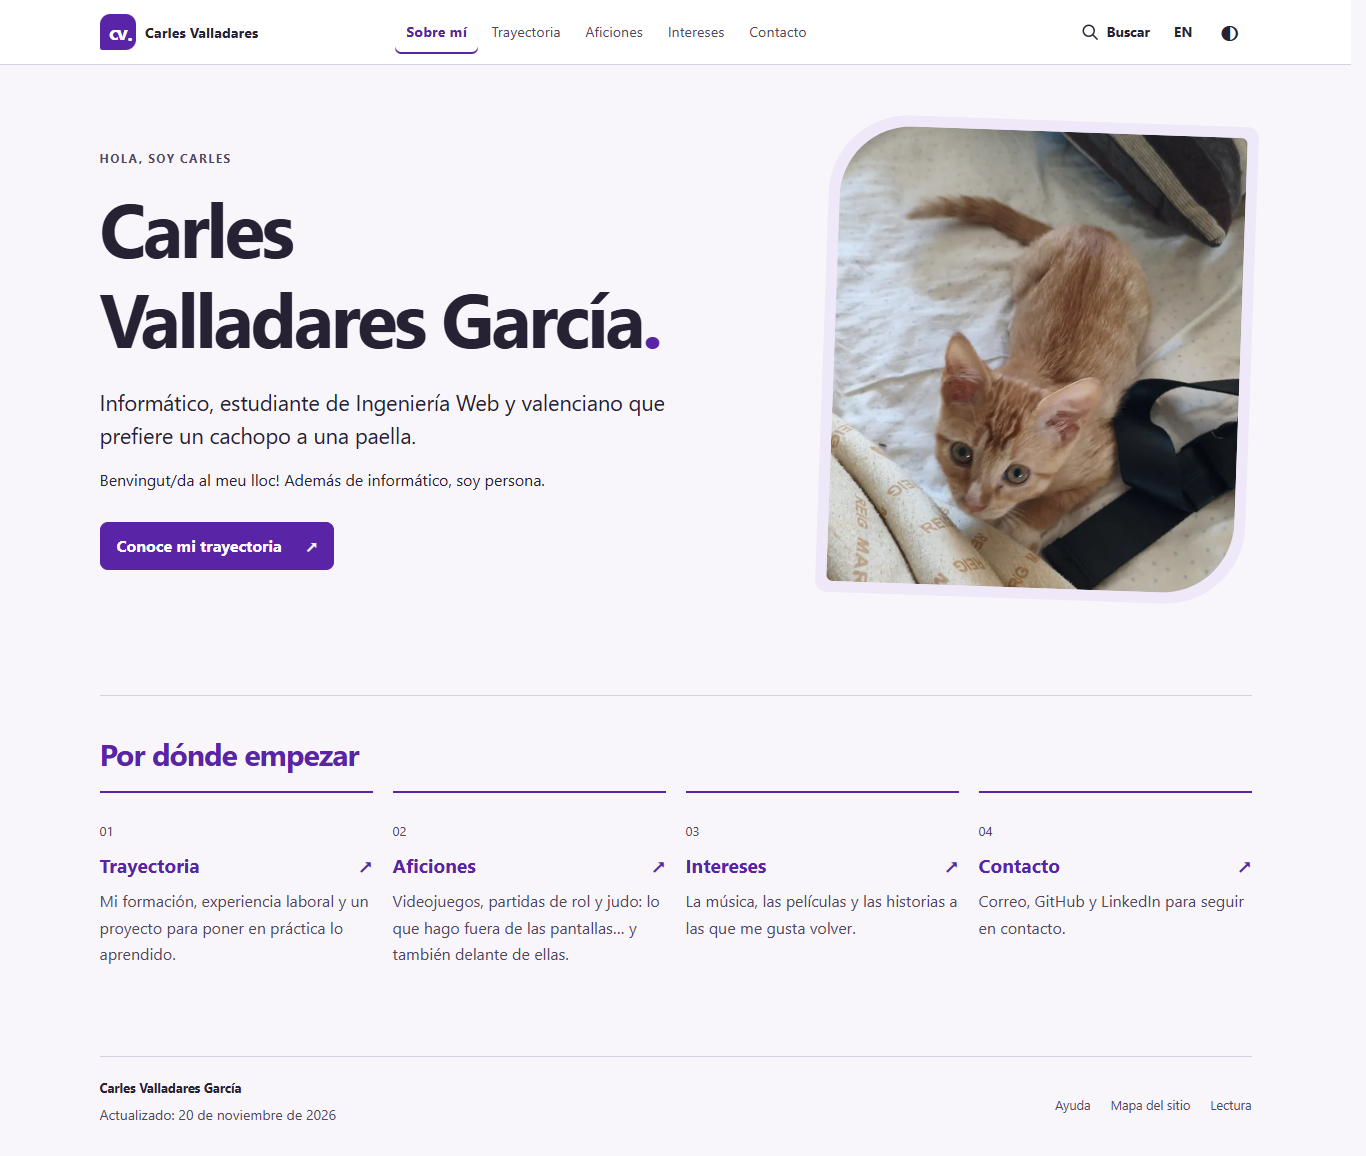 cv.
Carles Valladares
Sobre mí
Trayectoria
Aficiones
Intereses
Contacto
Buscar
EN
HOLA, SOY CARLES
Carles
Valladares García.
Informático, estudiante de Ingeniería Web y valenciano que
prefiere un cachopo a una paella.
Benvingut/da al meu lloc! Además de informático, soy persona.
Conoce mi trayectoria ↗
REIG
REIG
REIG
REIG
MAR
Por dónde empezar
01
Trayectoria ↗
Mi formación, experiencia laboral y un
proyecto para poner en práctica lo
aprendido.
02
Aficiones ↗
Videojuegos, partidas de rol y judo: lo
que hago fuera de las pantallas... y
también delante de ellas.
03
Intereses ↗
La música, las películas y las historias a
las que me gusta volver.
04
Contacto ↗
Correo, GitHub y LinkedIn para seguir
en contacto.
Carles Valladares García
Actualizado: 20 de noviembre de 2026
Ayuda
Mapa del sitio
Lectura